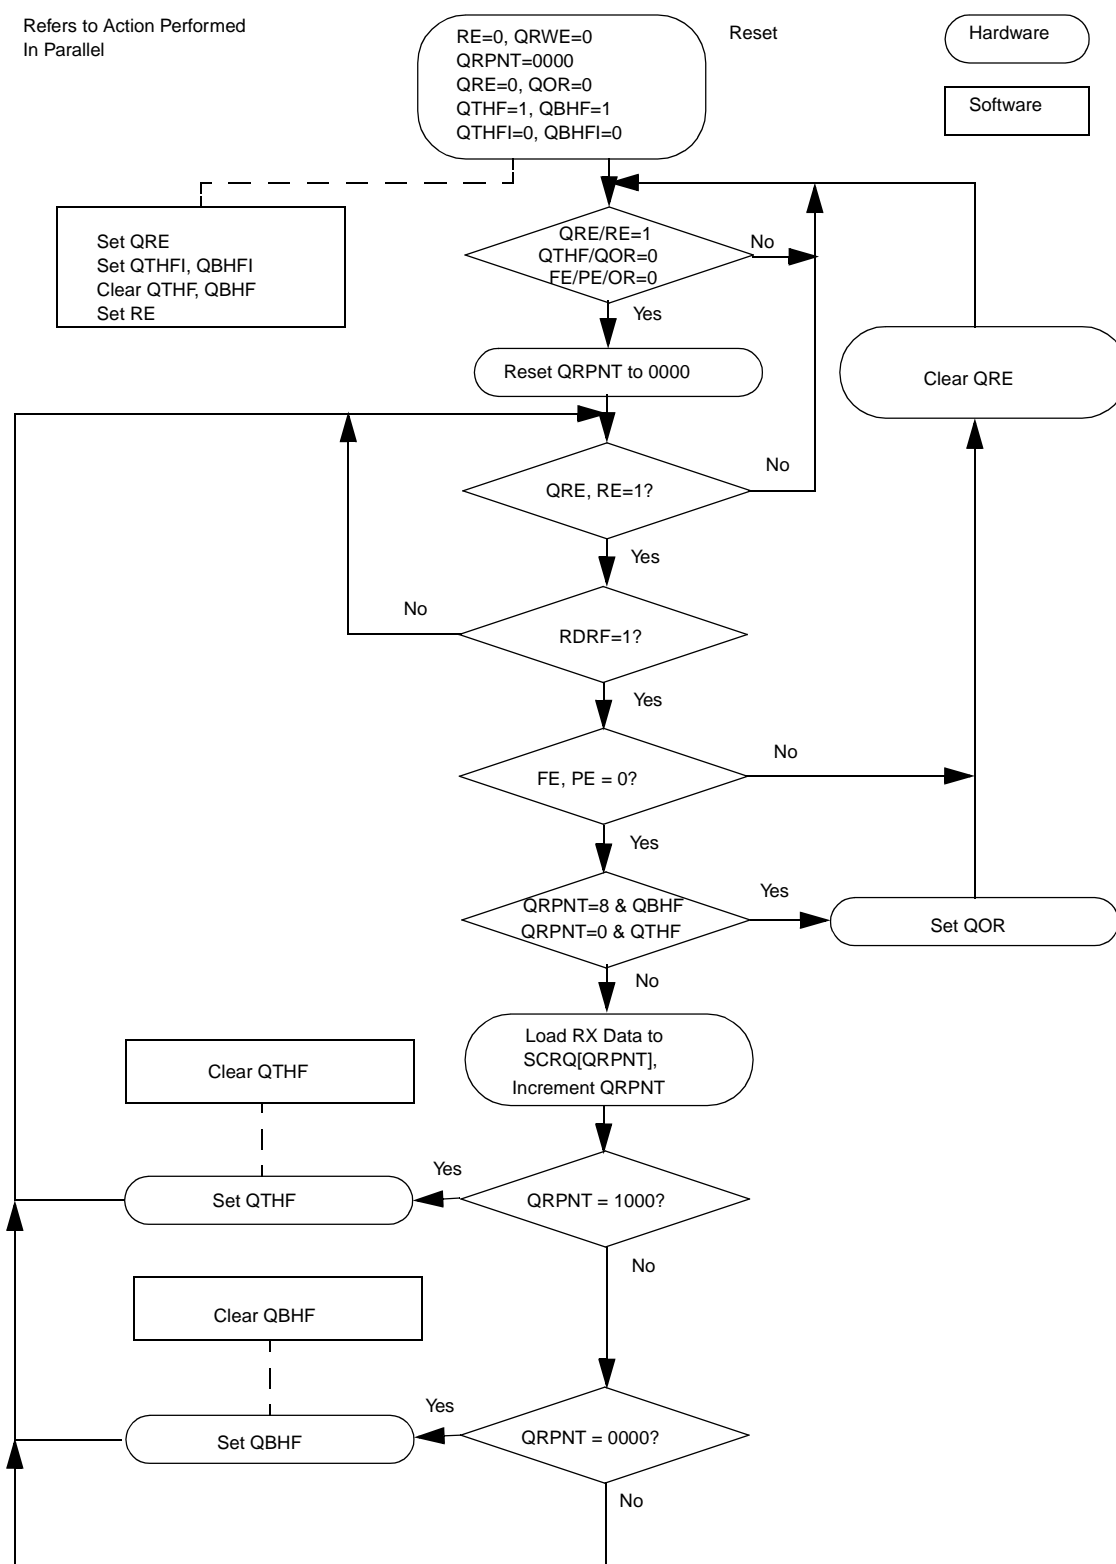 Refers to Action Performed
In Parallel
RE=0, QRWE=0
QRPNT=0000
QRE=0, QOR=0
QTHF=1, QBHF=1
QTHFI=0, QBHFI=0
Reset
Hardware
Software
Set QRE
Set QTHFI, QBHFI
Clear QTHF, QBHF
Set RE
QRE/RE=1
QTHF/QOR=0
FE/PE/OR=0
No
Yes
Reset QRPNT to 0000
Clear QRE
QRE, RE=1?
No
Yes
No
RDRF=1?
Yes
FE, PE = 0?
No
Yes
QRPNT=8 & QBHF
QRPNT=0 & QTHF
Yes
Set QOR
No
Load RX Data to
SCRQ[QRPNT],
Increment QRPNT
Clear QTHF
Set QTHF
Yes
QRPNT = 1000?
No
Clear QBHF
Set QBHF
Yes
QRPNT = 0000?
No